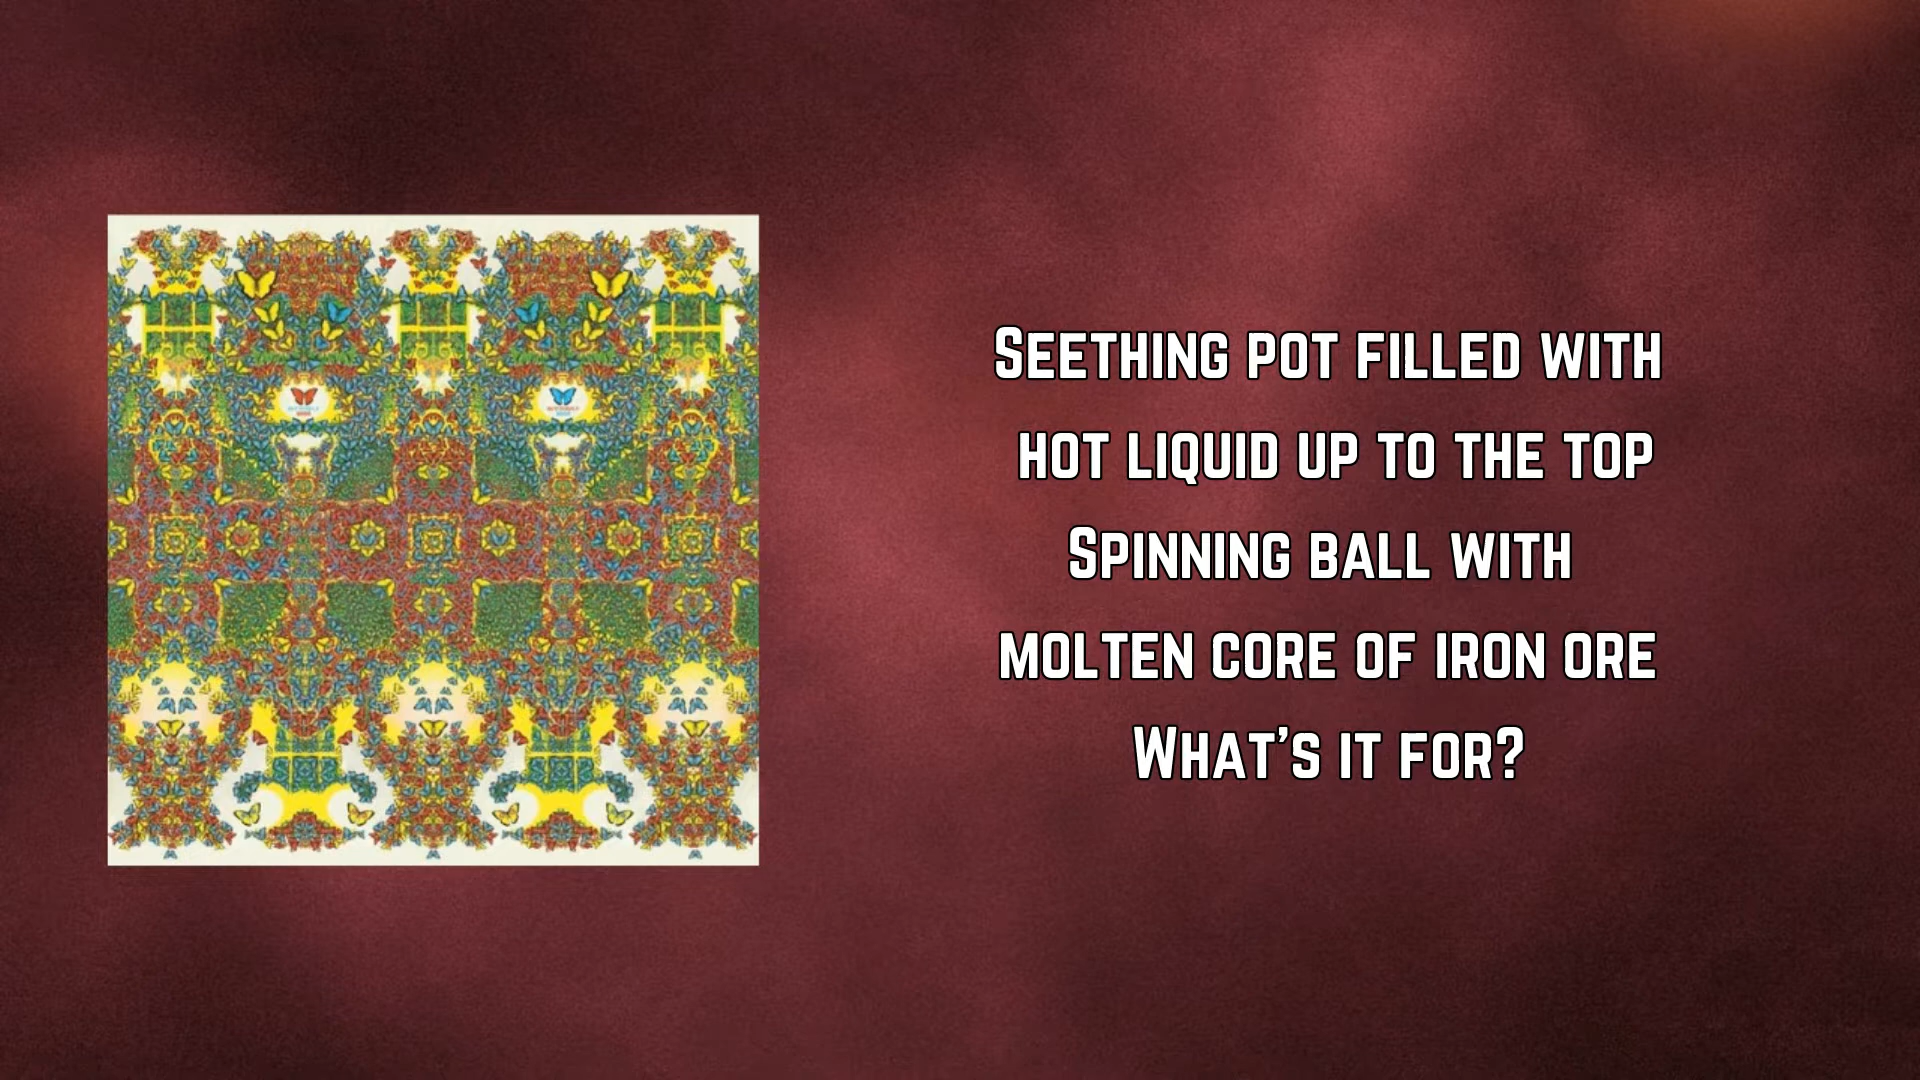 Seething pot filled with
hot liquid up to the top
Spinning ball with
molten core of iron ore
What's it for?